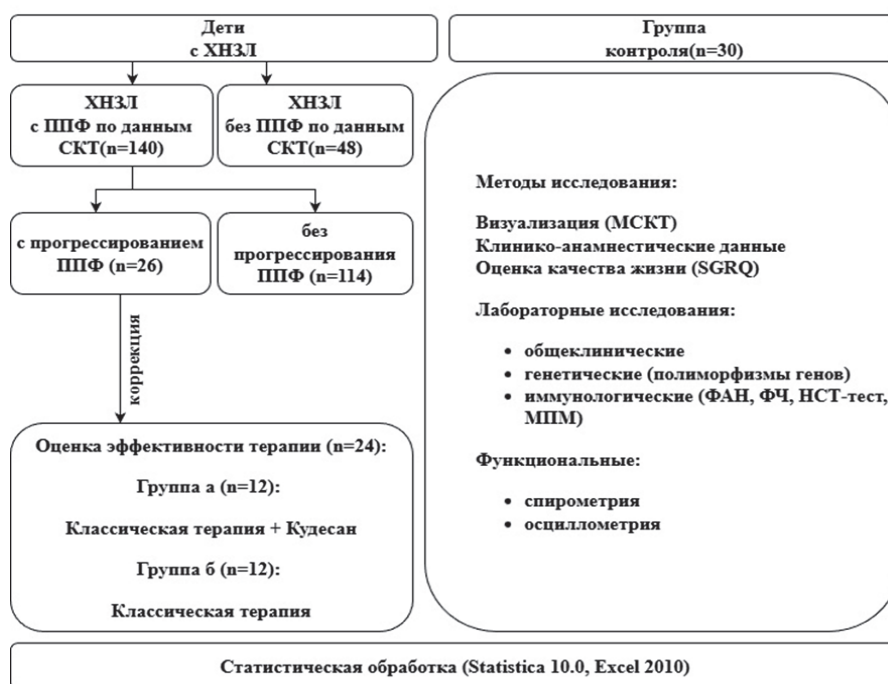 Дети
с ХНЗЛ
Группа
контроля(n=30)
ХНЗЛ
с ППФ по данным
СКТ(n=140)
ХНЗЛ
без ППФ по данным
СКТ(n=48)
с прогрессированием
ППФ (n=26)
без
прогрессирования
ППФ (n=114)
коррекция
Оценка эффективности терапии (n=24):
Группа а (n=12):
Классическая терапия + Кудесан
Группа б (n=12):
Классическая терапия
Методы исследования:
Визуализация (МСКТ)
Клинико-анамнестические данные
Оценка качества жизни (SGRQ)
Лабораторные исследования:
• общеклинические
• генетические (полиморфизмы генов)
• иммунологические (ФАН, ФЧ, НСТ-тест,
МПМ)
Функциональные:
• спирометрия
• осциллометрия
Статистическая обработка (Statistica 10.0, Excel 2010)